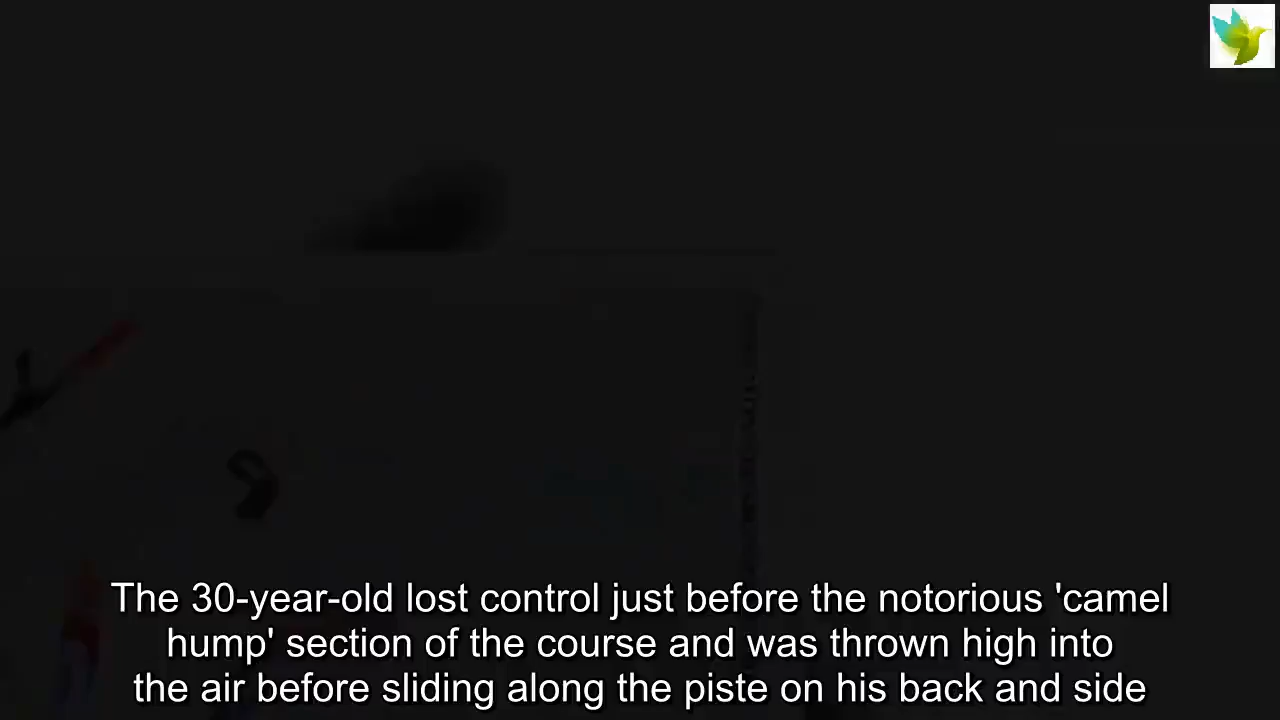 The 30-year-old lost control just before the notorious 'camel
hump' section of the course and was thrown high into
the air before sliding along the piste on his back and side